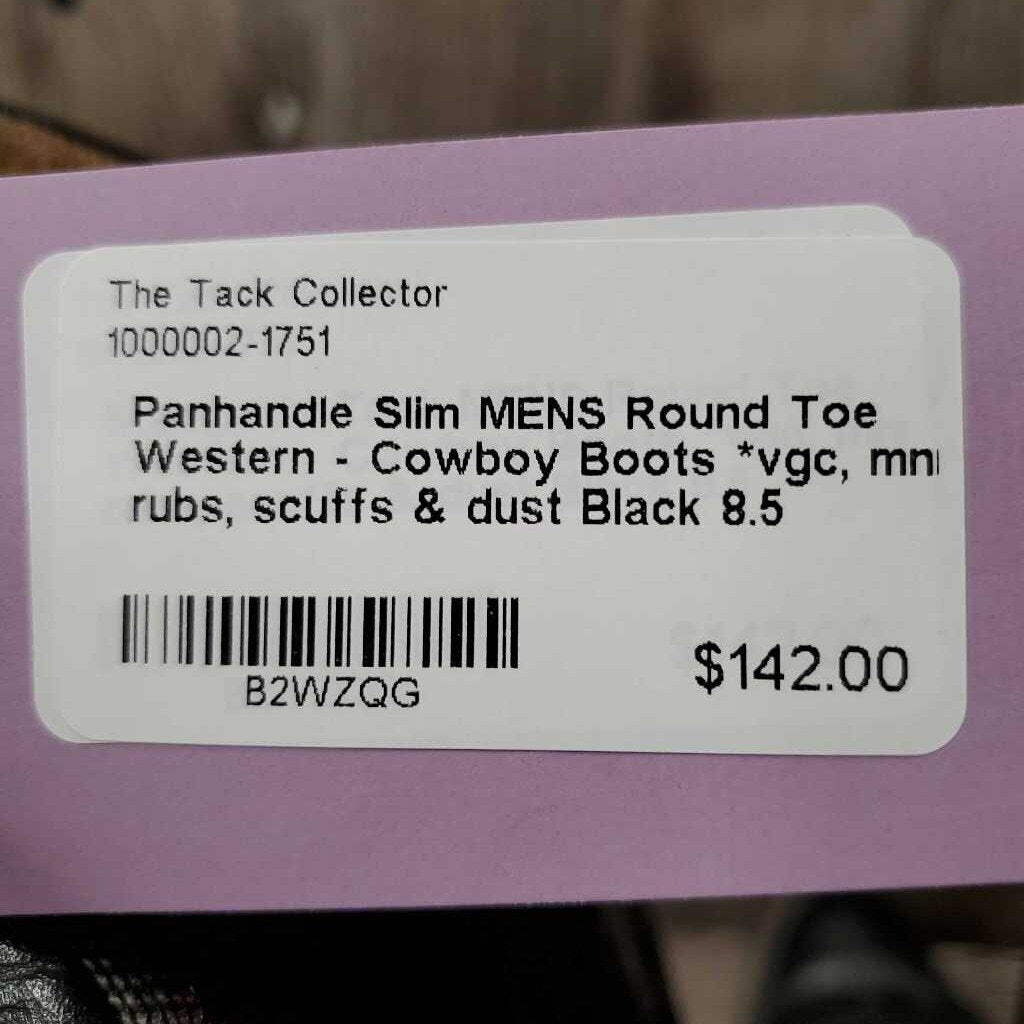 The Tack Collector
1000002-1751
Panhandle Slim MENS Round Toe
Western - Cowboy Boots *vgc, mn
rubs, scuffs & dust Black 8.5
B2WZQG
$142.00